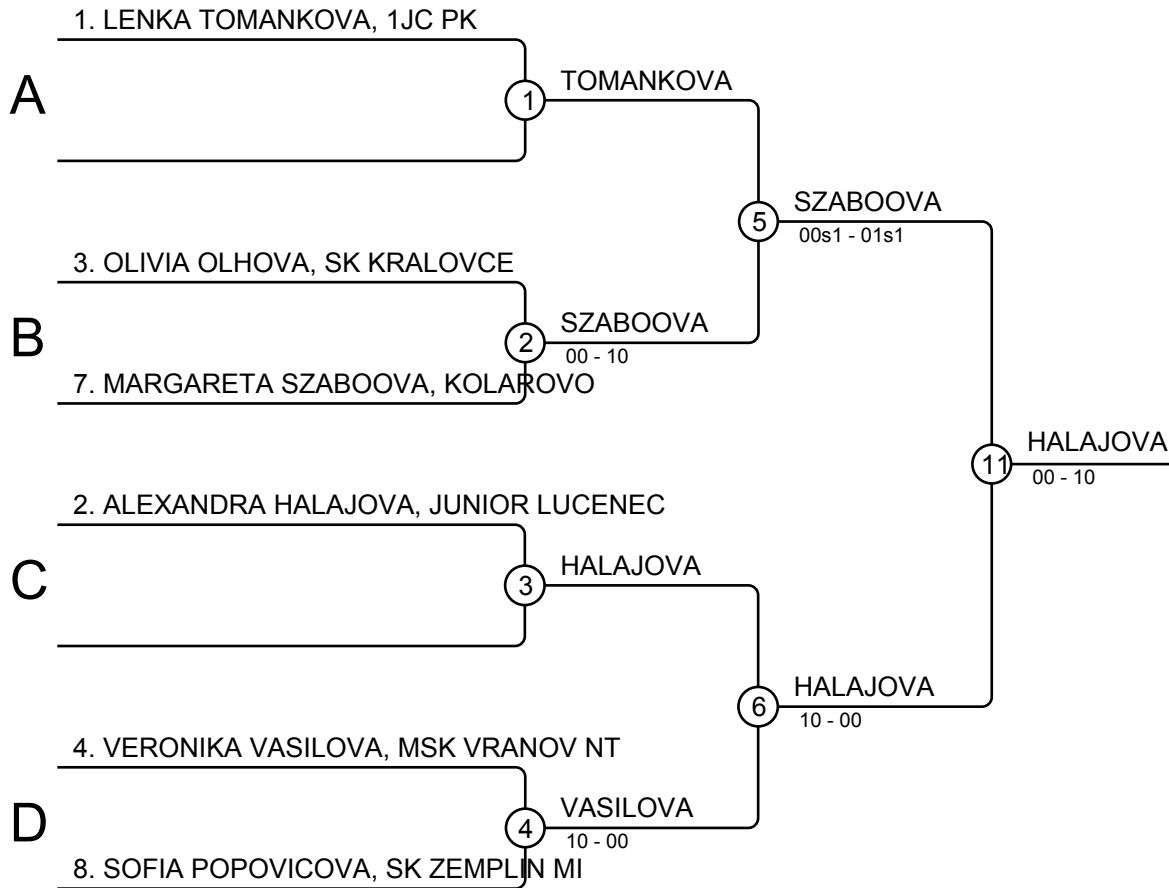 1. LENKA TOMANKOVA, 1JC PK
A
1
TOMANKOVA
5
SZABOOVA
00s1 - 01s1
3. OLIVIA OLHOVA, SK KRALOVCE
B
2
SZABOOVA
00 - 10
7. MARGARETA SZABOOVA, KOLAROVO
11
HALAJOVA
00 - 10
2. ALEXANDRA HALAJOVA, JUNIOR LUCENEC
C
3
HALAJOVA
6
HALAJOVA
10 - 00
4. VERONIKA VASILOVA, MSK VRANOV NT
D
4
VASILOVA
10 - 00
8. SOFIA POPOVICOVA, SK ZEMPLIN MI